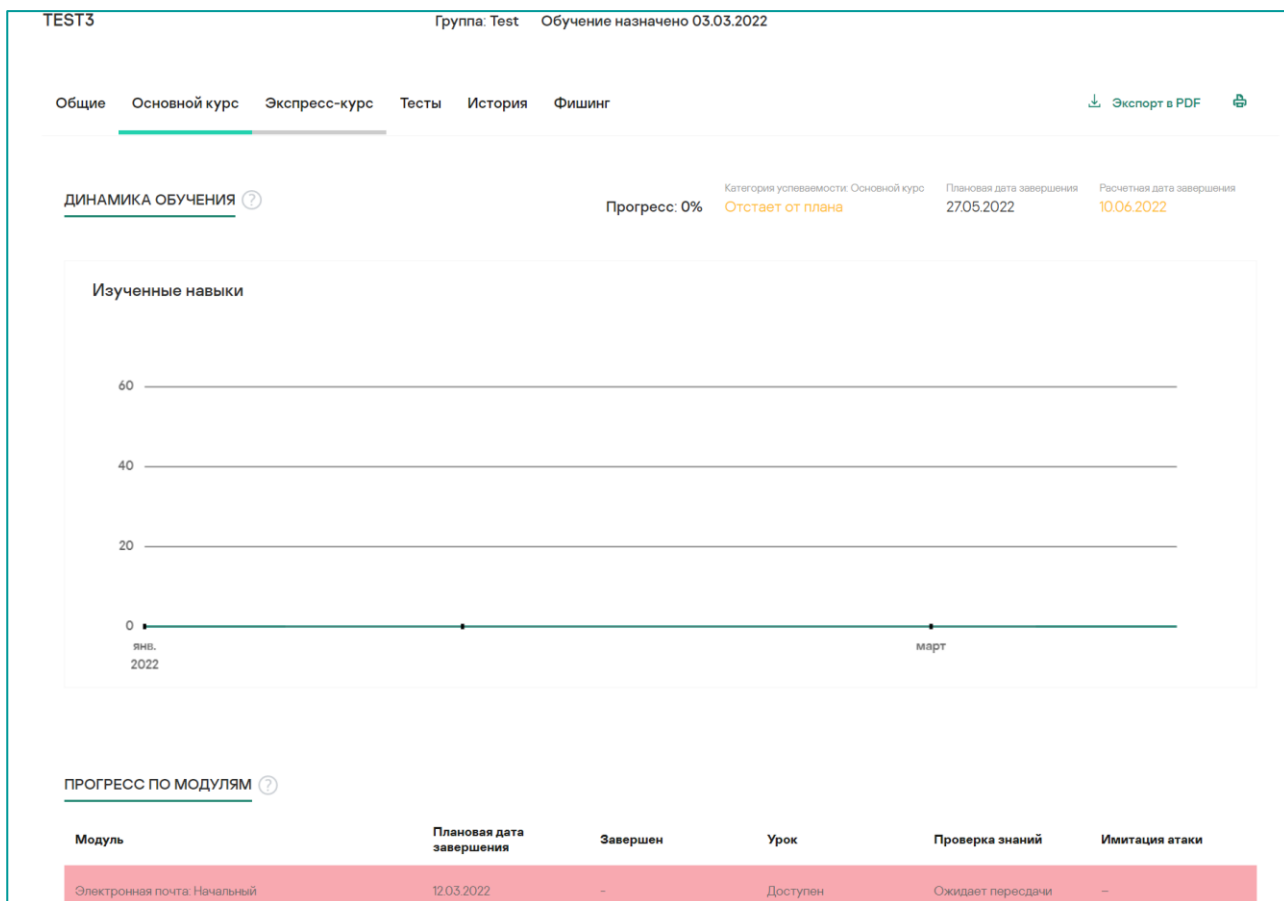 TEST3 Группа: Test Обучение назначено 03.03.2022
Общие Основной курс Экспресс-курс Тесты История Фишинг Экспорт в PDF
ДИНАМИКА ОБУЧЕНИЯ ?
Прогресс: 0%
Категория успеваемости: Основной курс
Отстает от плана
Плановая дата завершения
27.05.2022
Расчетная дата завершения
10.06.2022
Изученные навыки
60
40
20
0
янв.
2022
март
ПРОГРЕСС ПО МОДУЛЯМ ?
Модуль Плановая дата завершения Завершен Урок Проверка знаний Имитация атаки
Электронная почта: Начальный 12.03.2022 - Доступен Ожидает пересдачи -